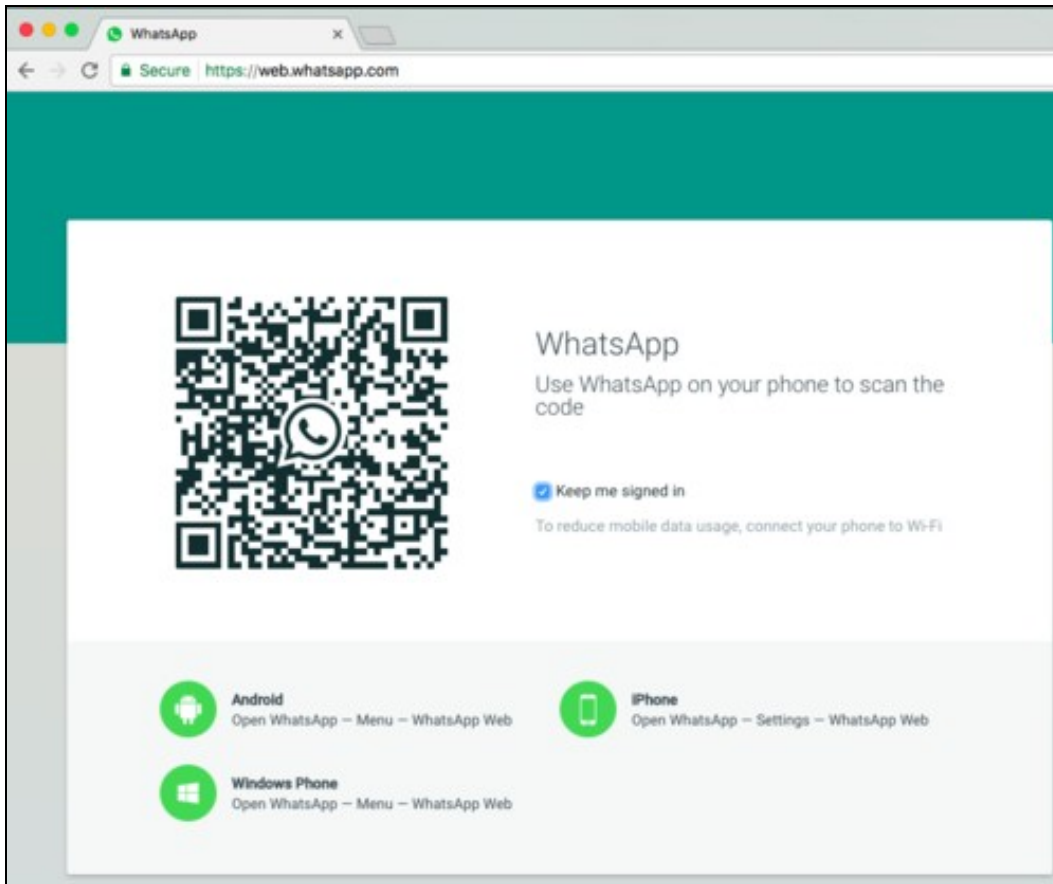 WhatsApp
Secure https://web.whatsapp.com
WhatsApp
Use WhatsApp on your phone to scan the
code
Keep me signed in
To reduce mobile data usage, connect your phone to Wi-Fi
Android
Open WhatsApp – Menu – WhatsApp Web
iPhone
Open WhatsApp – Settings – WhatsApp Web
Windows Phone
Open WhatsApp – Menu – WhatsApp Web